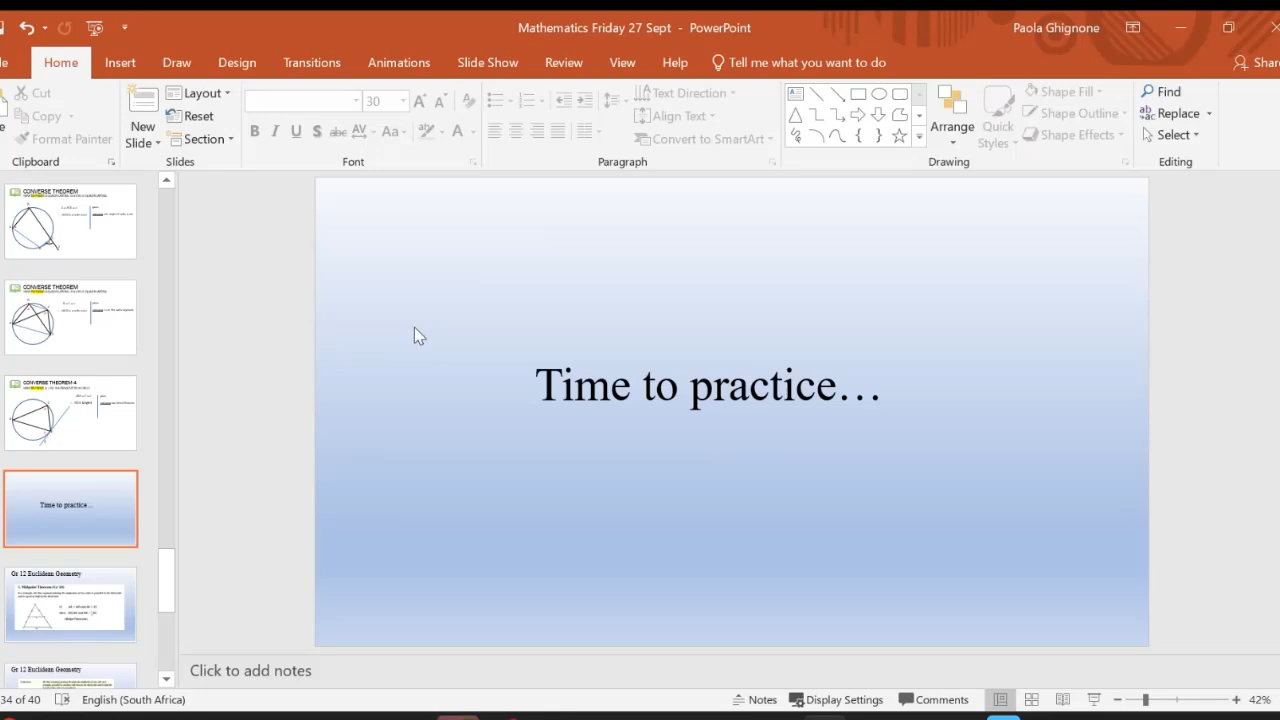 Mathematics Friday 27 Sept - PowerPoint
Paola Ghignone
Home Insert Draw Design Transitions Animations Slide Show Review View Help Tell me what you want to do Share
Cut
Copy
Format Painter
Clipboard
New Slide
Layout
Reset
Section
Slides
30
B I U S abc AV Aa A
Font
Text Direction
Align Text
Convert to SmartArt
Paragraph
Arrange
Quick Styles
Shape Fill
Shape Outline
Shape Effects
Drawing
Find
Replace
Select
Editing
CONVERSE THEOREM
CONVERSE THEOREM
CONVERSE THEOREM 4
Time to practice...
Gr 12 Euclidean Geometry
Gr 12 Euclidean Geometry
Time to practice…
Click to add notes
34 of 40 English (South Africa) Notes Display Settings Comments 42%